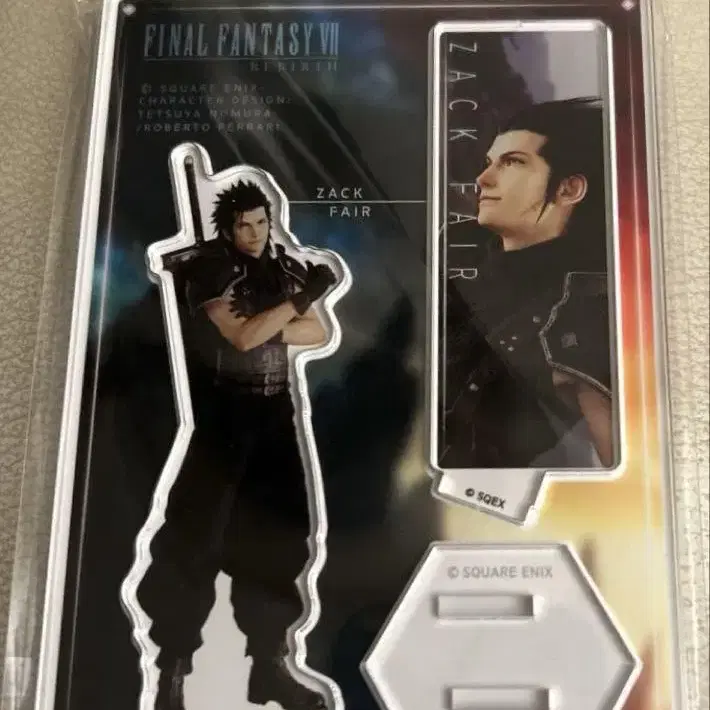 FINAL FANTASY VII
REBIRTH
© SQUARE ENIX
CHARACTER DESIGN:
TETSUYA NOMURA
/ROBERTO FERRARI
ZACK
FAIR
ZACK FAIR
© SQEX
© SQUARE ENIX